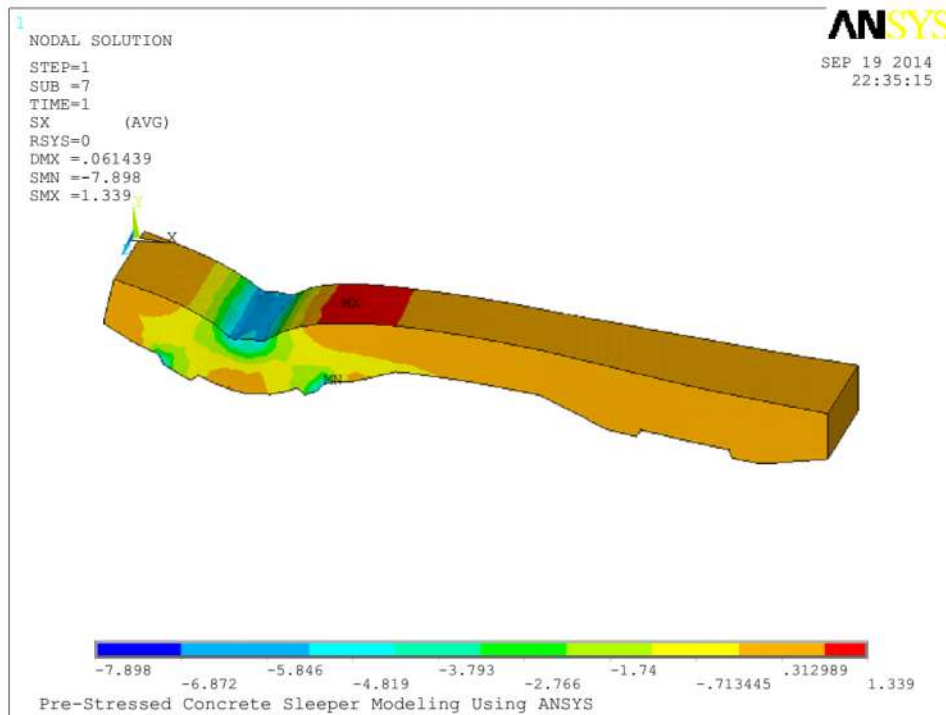 1
NODAL SOLUTION
STEP=1
SUB =7
TIME=1
SX (AVG)
RSYS=0
DMX =.061439
SMN =-7.898
SMX =1.339
ANSYS
SEP 19 2014
22:35:15
Y
X
MX
MN
-7.898 -5.846 -3.793 -1.74 .312989
-6.872 -4.819 -2.766 -.713445 1.339
Pre-Stressed Concrete Sleeper Modeling Using ANSYS